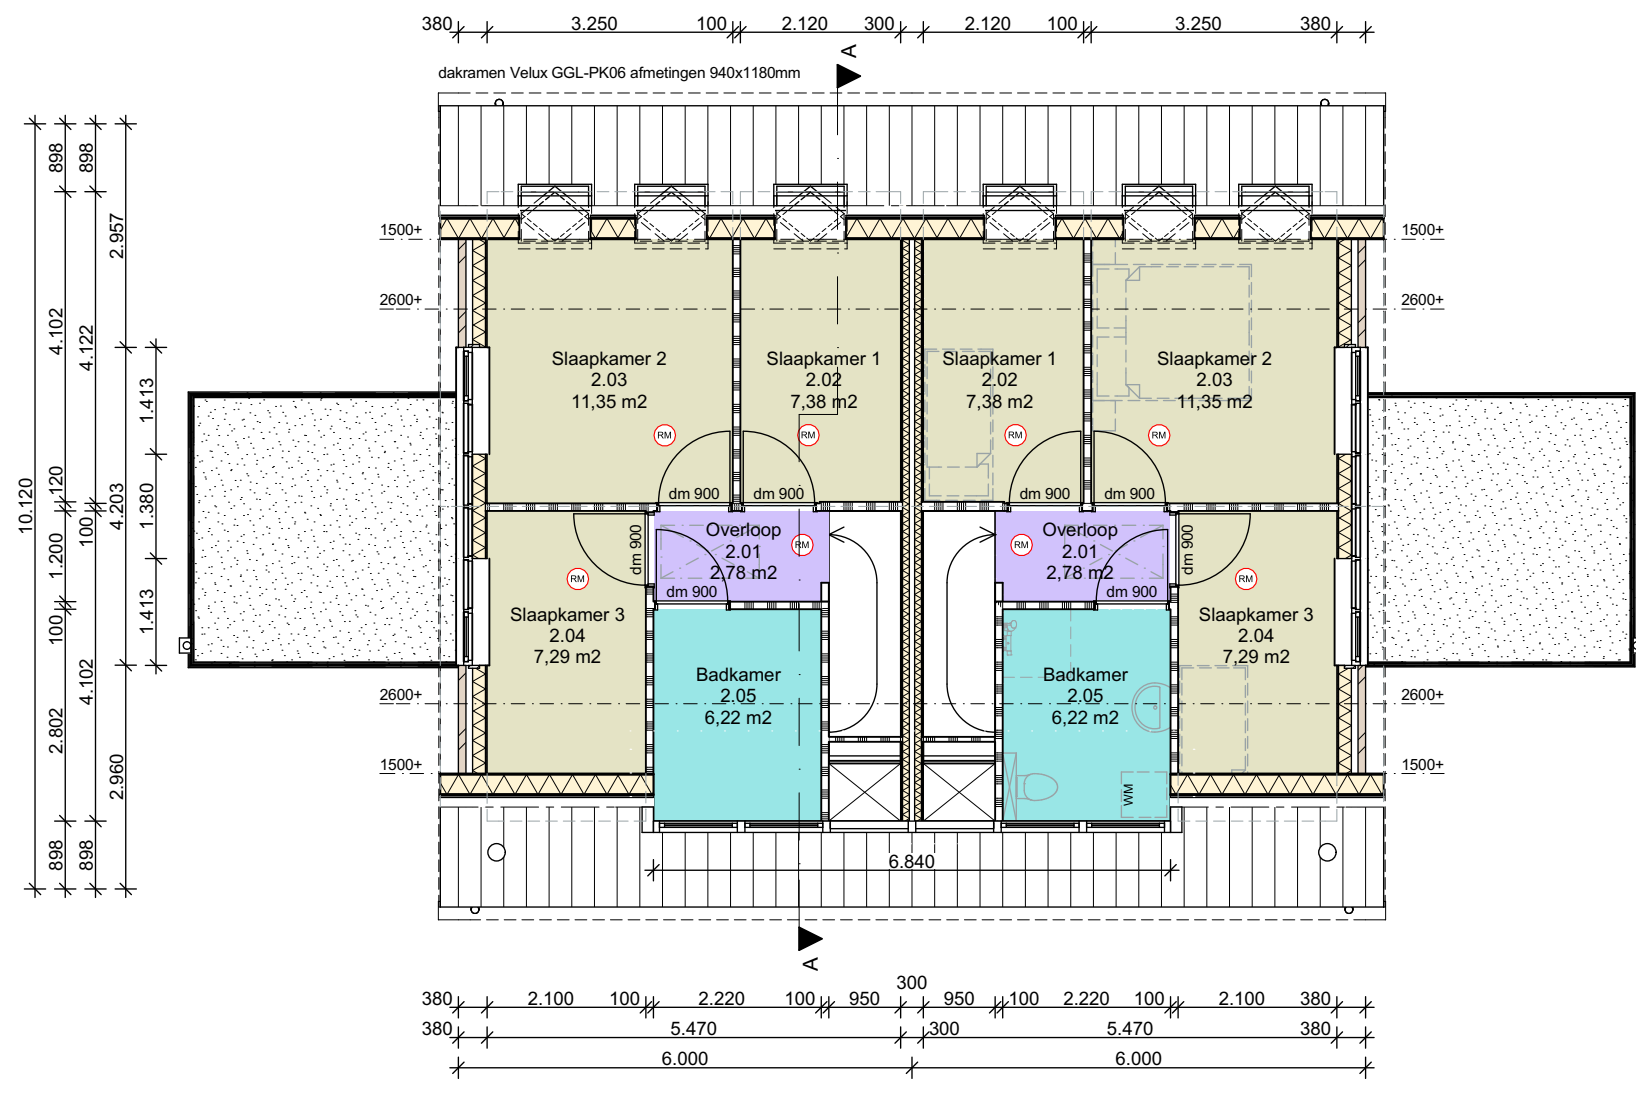 380 3.250 100 2.120 300 2.120 100 3.250 380
A
dakramen Velux GGL-PK06 afmetingen 940x1180mm
898 898
2.957
1500+ 1500+
2600+ 2600+
4.102 4.122
1.413
Slaapkamer 2 Slaapkamer 1 Slaapkamer 1 Slaapkamer 2
2.03 2.02 2.02 2.03
11,35 m2 7,38 m2 7,38 m2 11,35 m2
RM RM RM RM
dm 900 dm 900 dm 900 dm 900
10.120 120 1.200 100 4.203 1.380
Overloop Overloop
2.01 2.01
2,78 m2 2,78 m2
RM RM
dm 900 dm 900
dm 900 dm 900
RM RM
100 1.413
Slaapkamer 3 Slaapkamer 3
2.04 2.04
7,29 m2 7,29 m2
Badkamer Badkamer
2.05 2.05
6,22 m2 6,22 m2
2.802 4.102
2600+ 2600+
2.960
1500+ 1500+
WM
898 898
6.840
A
300
380 2.100 100 2.220 100 950 950 100 2.220 100 2.100 380
380 5.470 300 5.470 380
6.000 6.000